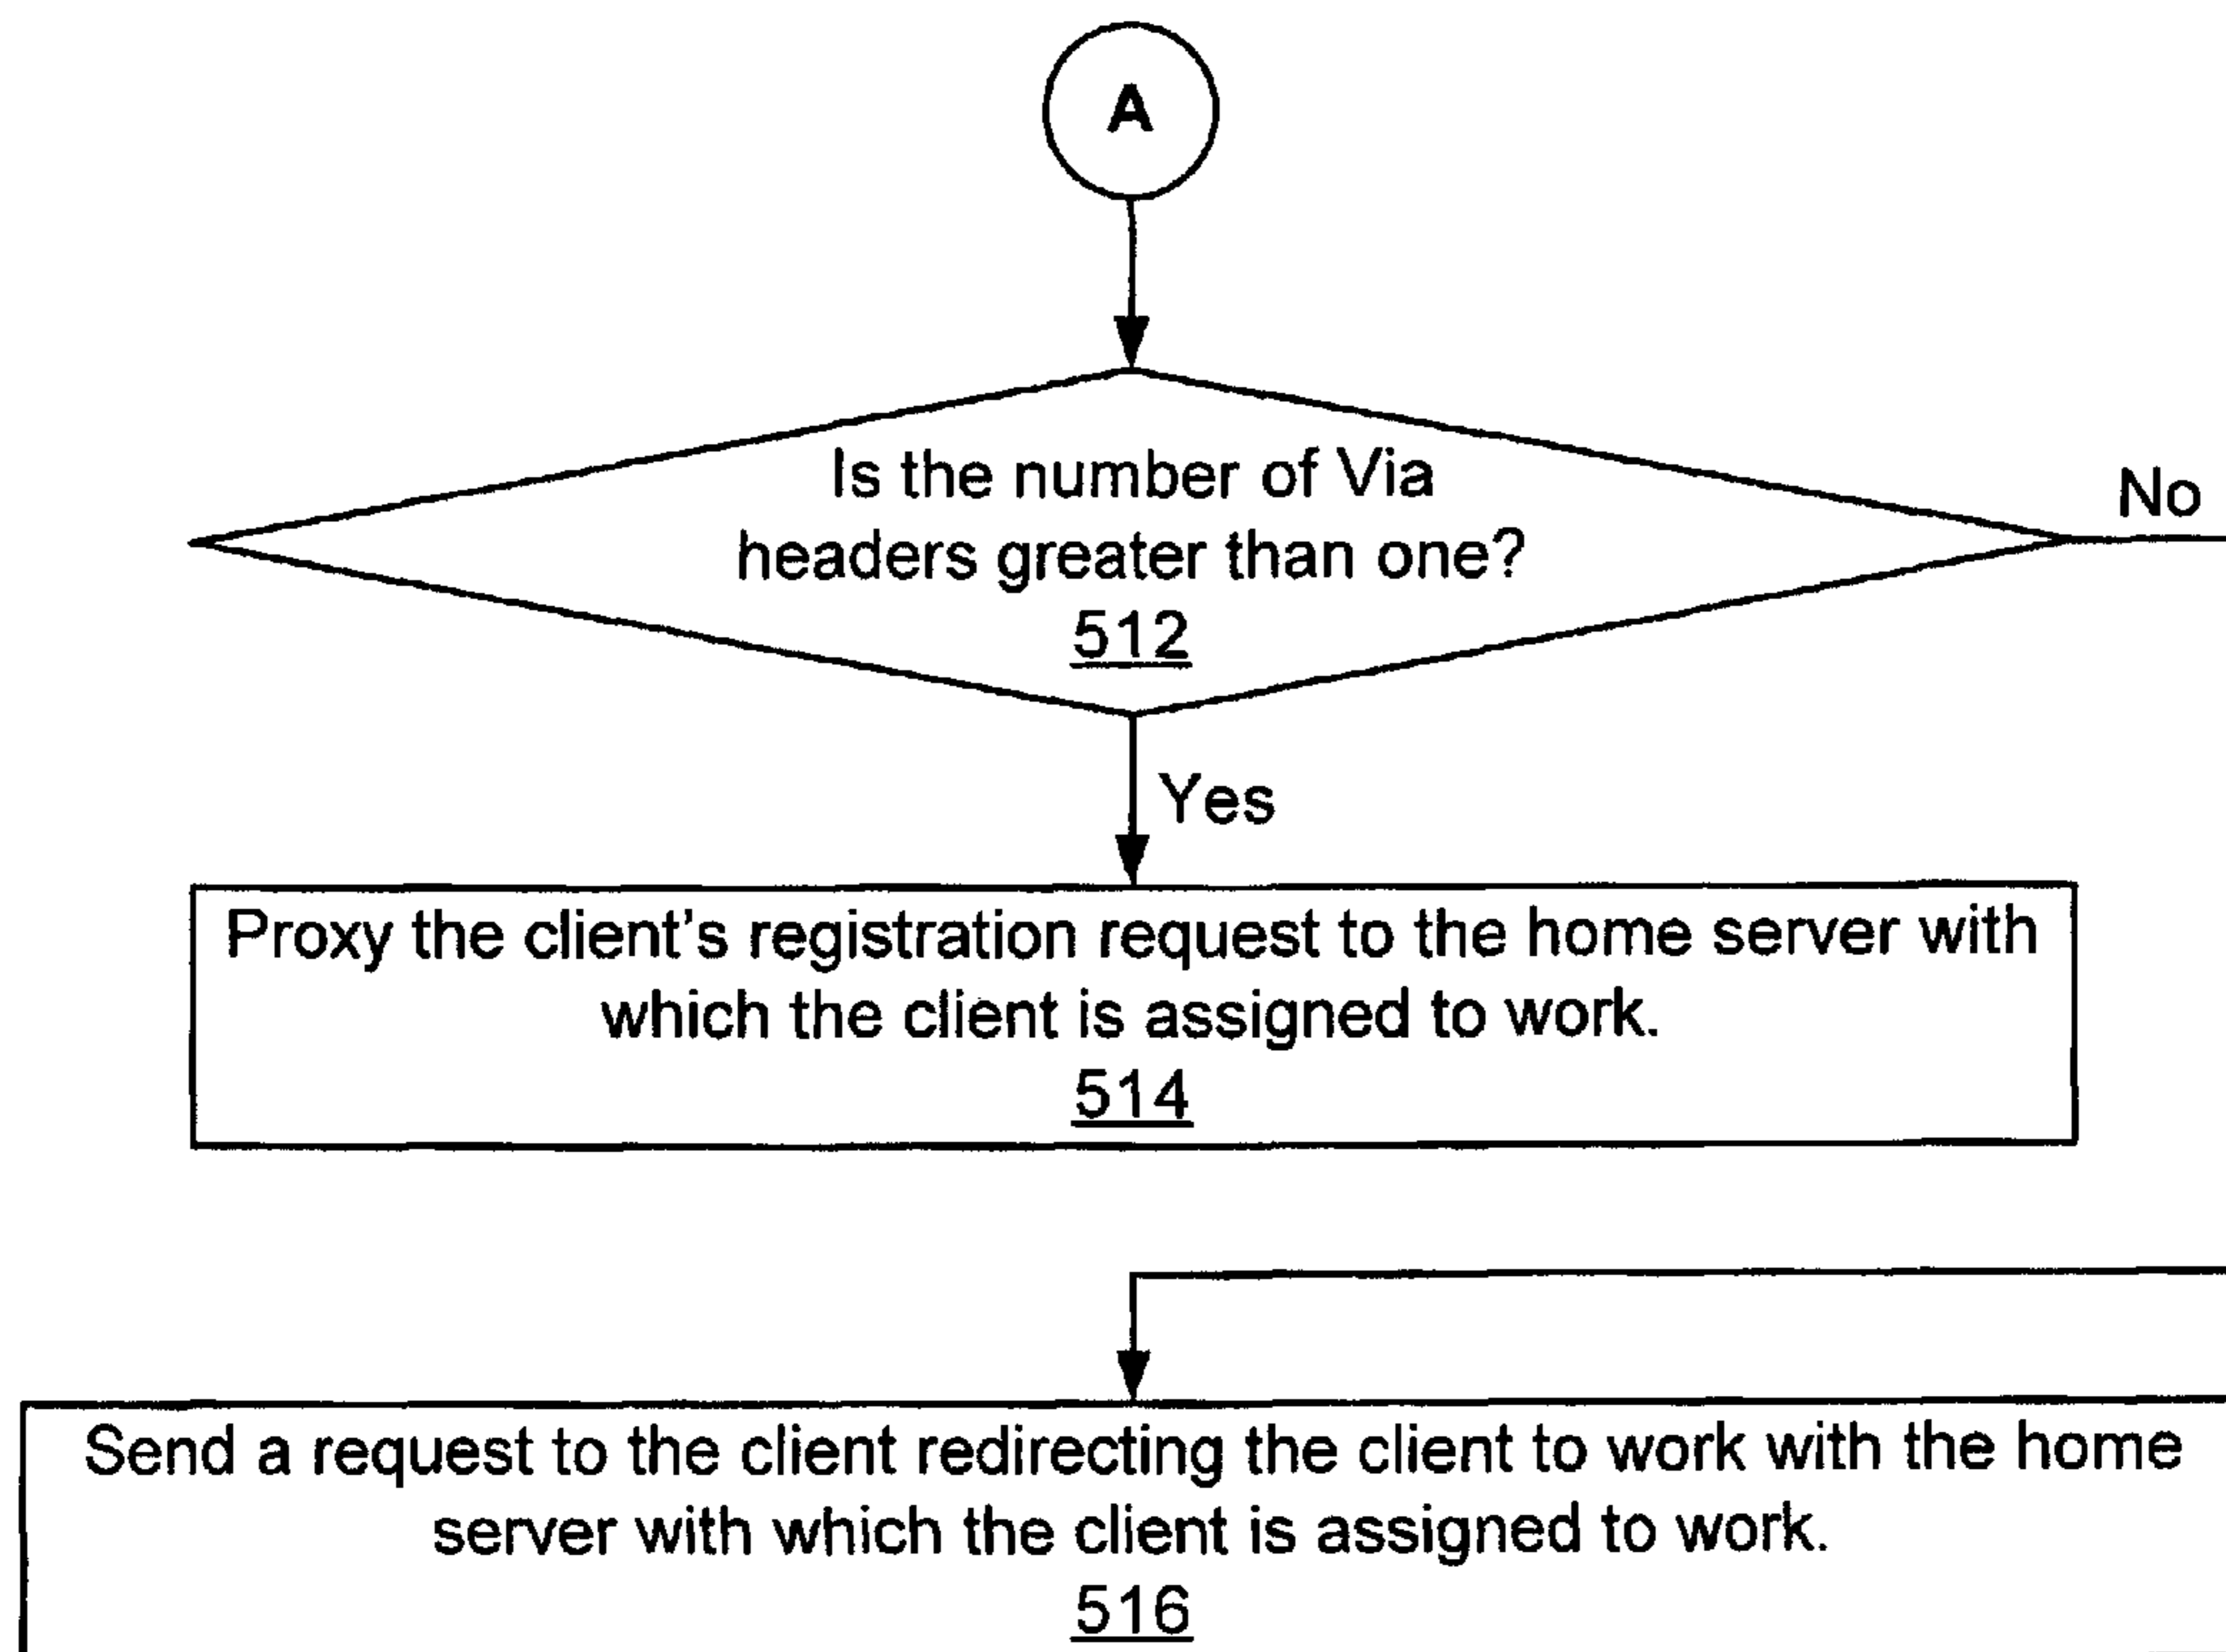 A
Is the number of Via
headers greater than one?
512
No
Yes
Proxy the client's registration request to the home server with
which the client is assigned to work.
514
Send a request to the client redirecting the client to work with the home
server with which the client is assigned to work.
516